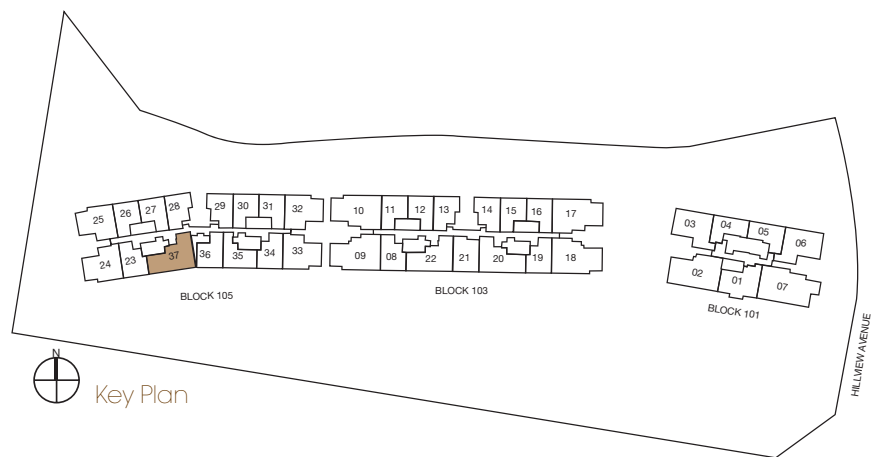 25 26 27 28 29 30 31 32 10 11 12 13 14 15 16 17 03 04 05 06
24 23 37 36 35 34 33 09 08 22 21 20 19 18 02 01 07
BLOCK 105
BLOCK 103
BLOCK 101
HILLVIEW AVENUE
N
Key Plan